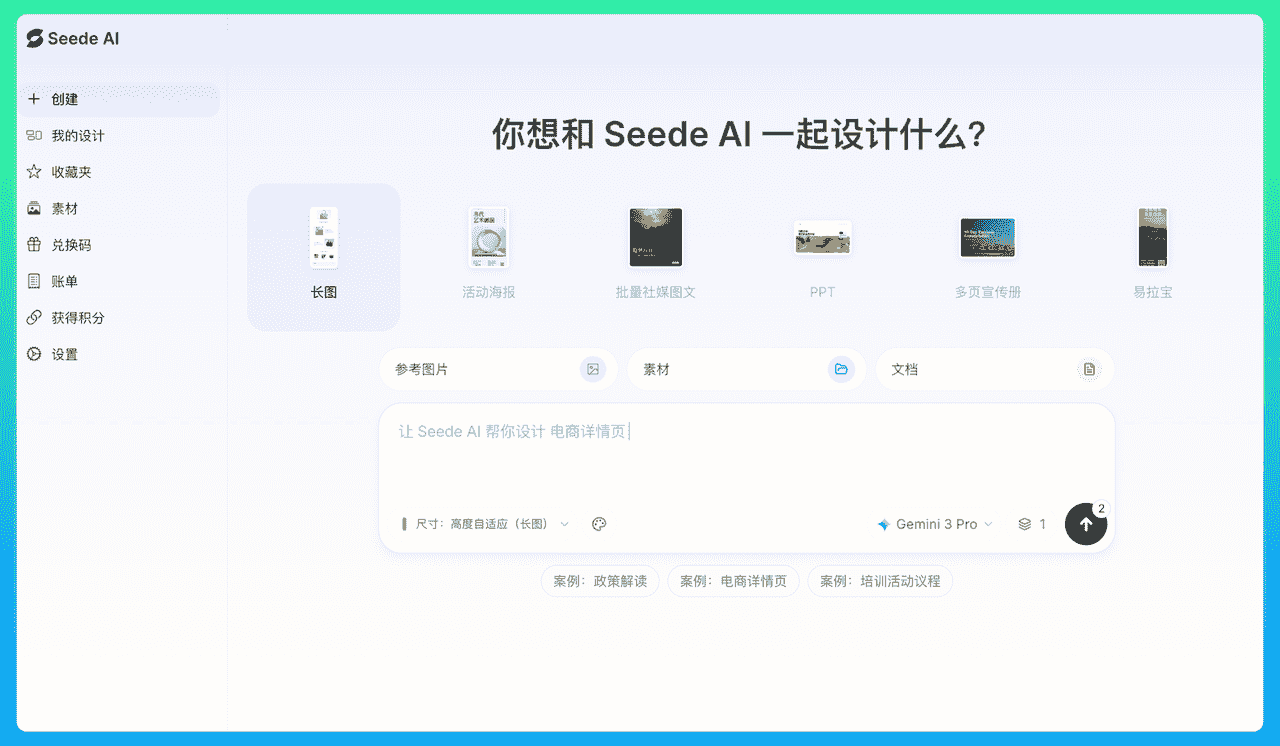 Seede AI
创建
我的设计
收藏夹
素材
兑换码
账单
获得积分
设置
你想和 Seede AI 一起设计什么?
长图
活动海报
批量社媒图文
PPT
多页宣传册
易拉宝
参考图片
素材
文档
让 Seede AI 帮你设计 电商详情页
尺寸：高度自适应（长图）
Gemini 3 Pro
1
2
案例：政策解读
案例：电商详情页
案例：培训活动议程